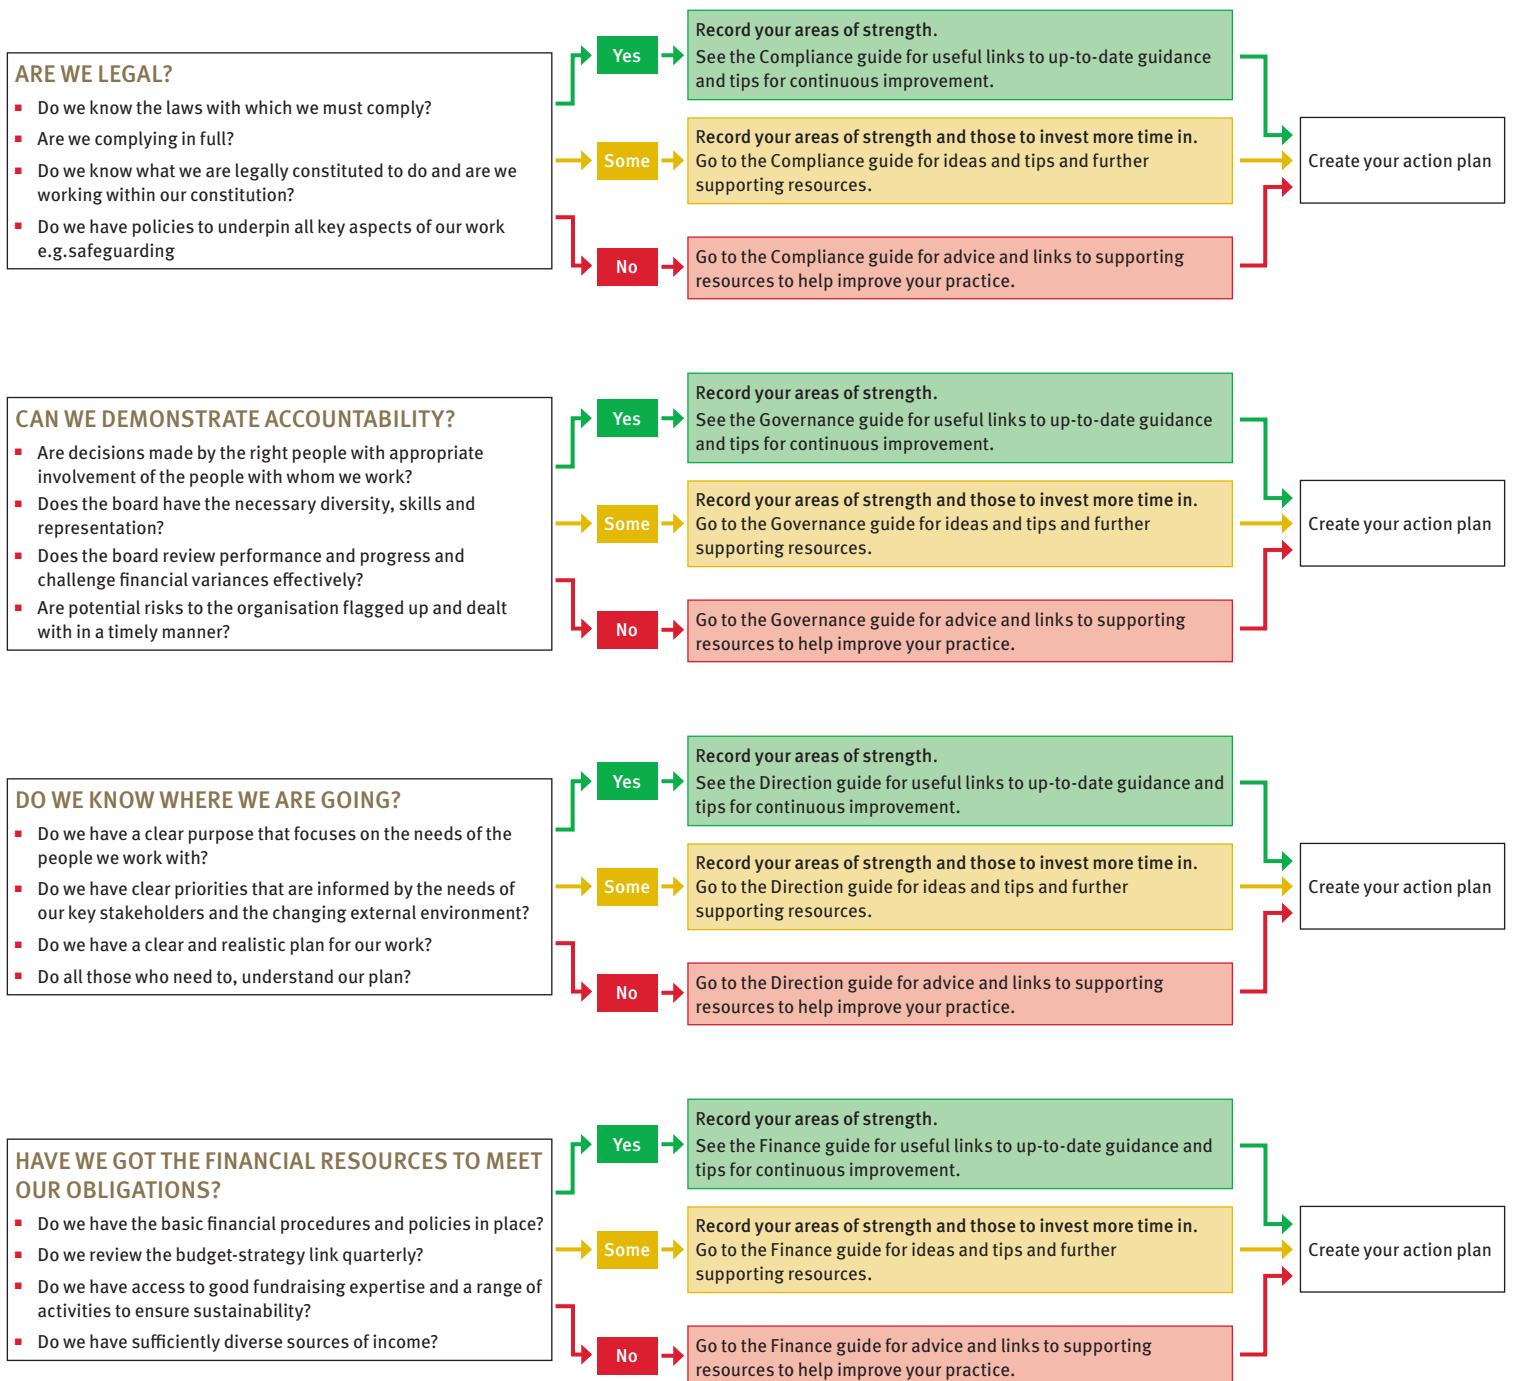 ARE WE LEGAL?
Do we know the laws with which we must comply?
Are we complying in full?
Do we know what we are legally constituted to do and are we
working within our constitution?
Do we have policies to underpin all key aspects of our work
e.g.safeguarding
Yes
Record your areas of strength.
See the Compliance guide for useful links to up-to-date guidance
and tips for continuous improvement.
Some
Record your areas of strength and those to invest more time in.
Go to the Compliance guide for ideas and tips and further
supporting resources.
No
Go to the Compliance guide for advice and links to supporting
resources to help improve your practice.
Create your action plan
CAN WE DEMONSTRATE ACCOUNTABILITY?
Are decisions made by the right people with appropriate
involvement of the people with whom we work?
Does the board have the necessary diversity, skills and
representation?
Does the board review performance and progress and
challenge financial variances effectively?
Are potential risks to the organisation flagged up and dealt
with in a timely manner?
Yes
Record your areas of strength.
See the Governance guide for useful links to up-to-date guidance
and tips for continuous improvement.
Some
Record your areas of strength and those to invest more time in.
Go to the Governance guide for ideas and tips and further
supporting resources.
No
Go to the Governance guide for advice and links to supporting
resources to help improve your practice.
Create your action plan
DO WE KNOW WHERE WE ARE GOING?
Do we have a clear purpose that focuses on the needs of the
people we work with?
Do we have clear priorities that are informed by the needs of
our key stakeholders and the changing external environment?
Do we have a clear and realistic plan for our work?
Do all those who need to, understand our plan?
Yes
Record your areas of strength.
See the Direction guide for useful links to up-to-date guidance and
tips for continuous improvement.
Some
Record your areas of strength and those to invest more time in.
Go to the Direction guide for ideas and tips and further
supporting resources.
No
Go to the Direction guide for advice and links to supporting
resources to help improve your practice.
Create your action plan
HAVE WE GOT THE FINANCIAL RESOURCES TO MEET
OUR OBLIGATIONS?
Do we have the basic financial procedures and policies in place?
Do we review the budget-strategy link quarterly?
Do we have access to good fundraising expertise and a range of
activities to ensure sustainability?
Do we have sufficiently diverse sources of income?
Yes
Record your areas of strength.
See the Finance guide for useful links to up-to-date guidance and
tips for continuous improvement.
Some
Record your areas of strength and those to invest more time in.
Go to the Finance guide for ideas and tips and further
supporting resources.
No
Go to the Finance guide for advice and links to supporting
resources to help improve your practice.
Create your action plan